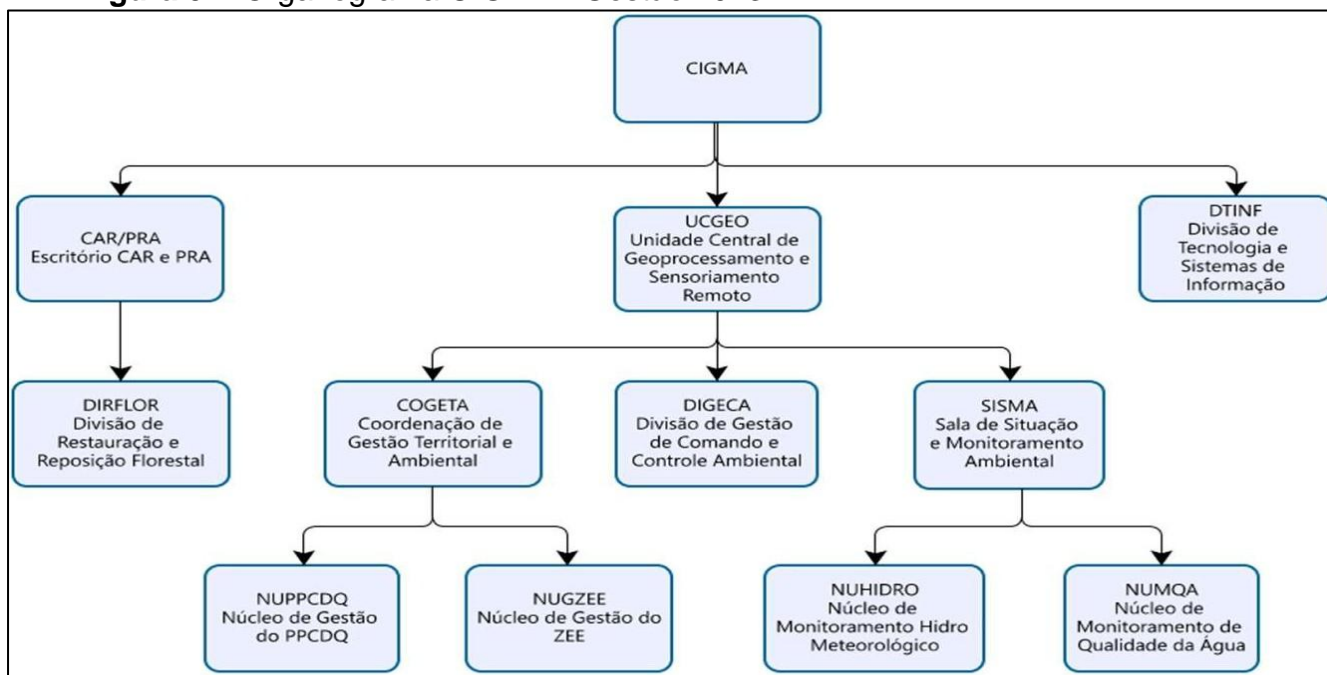 CIGMA
CAR/PRA
Escritório CAR e PRA
UCGEO
Unidade Central de
Geoprocessamento e
Sensoriamento
Remoto
DTINF
Divisão de
Tecnologia e
Sistemas de
Informação
DIRFLOR
Divisão de
Restauração e
Reposição Florestal
COGETA
Coordenação de
Gestão Territorial e
Ambiental
DIGECA
Divisão de Gestão
de Comando e
Controle Ambiental
SISMA
Sala de Situação
e Monitoramento
Ambiental
NUPPCDQ
Núcleo de Gestão
do PPCDQ
NUGZEE
Núcleo de Gestão do
ZEE
NUHIDRO
Núcleo de
Monitoramento Hidro
Meteorológico
NUMQA
Núcleo de
Monitoramento de
Qualidade da Água